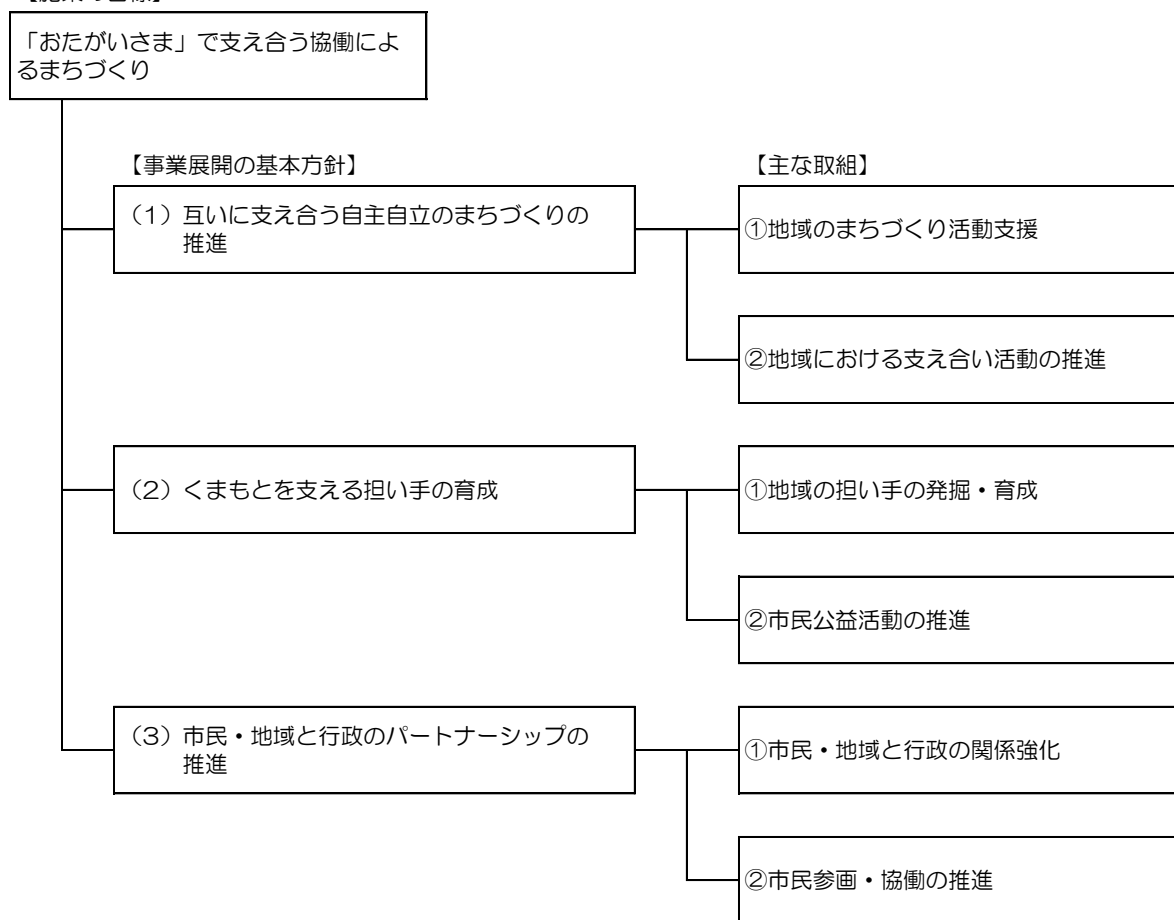 「おたがいさま」で支え合う協働によ
るまちづくり
【事業展開の基本方針】
【主な取組】
（1）互いに支え合う自主自立のまちづくりの
推進
①地域のまちづくり活動支援
②地域における支え合い活動の推進
（2）くまもとを支える担い手の育成
①地域の担い手の発掘・育成
②市民公益活動の推進
（3）市民・地域と行政のパートナーシップの
推進
①市民・地域と行政の関係強化
②市民参画・協働の推進